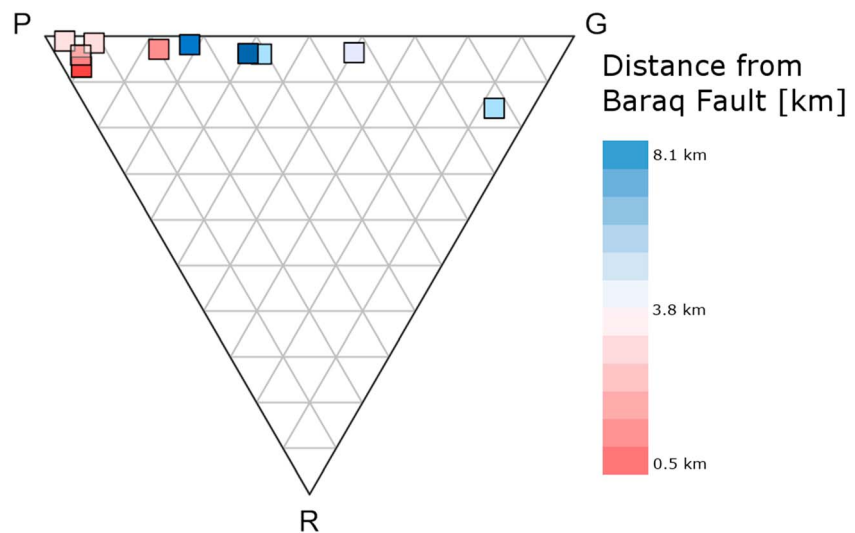 P
G
Distance from
Baraq Fault [km]
8.1 km
3.8 km
0.5 km
R